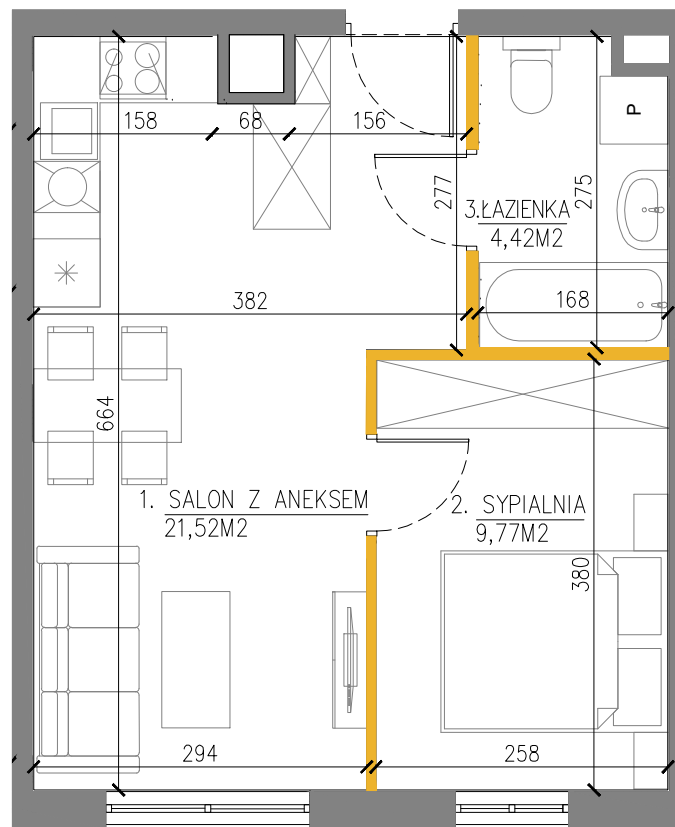 158
68
156
P
277
275
3.ŁAZIENKA
4,42M2
382
168
664
1. SALON Z ANEKSEM
21,52M2
2. SYPIALNIA
9,77M2
380
294
258